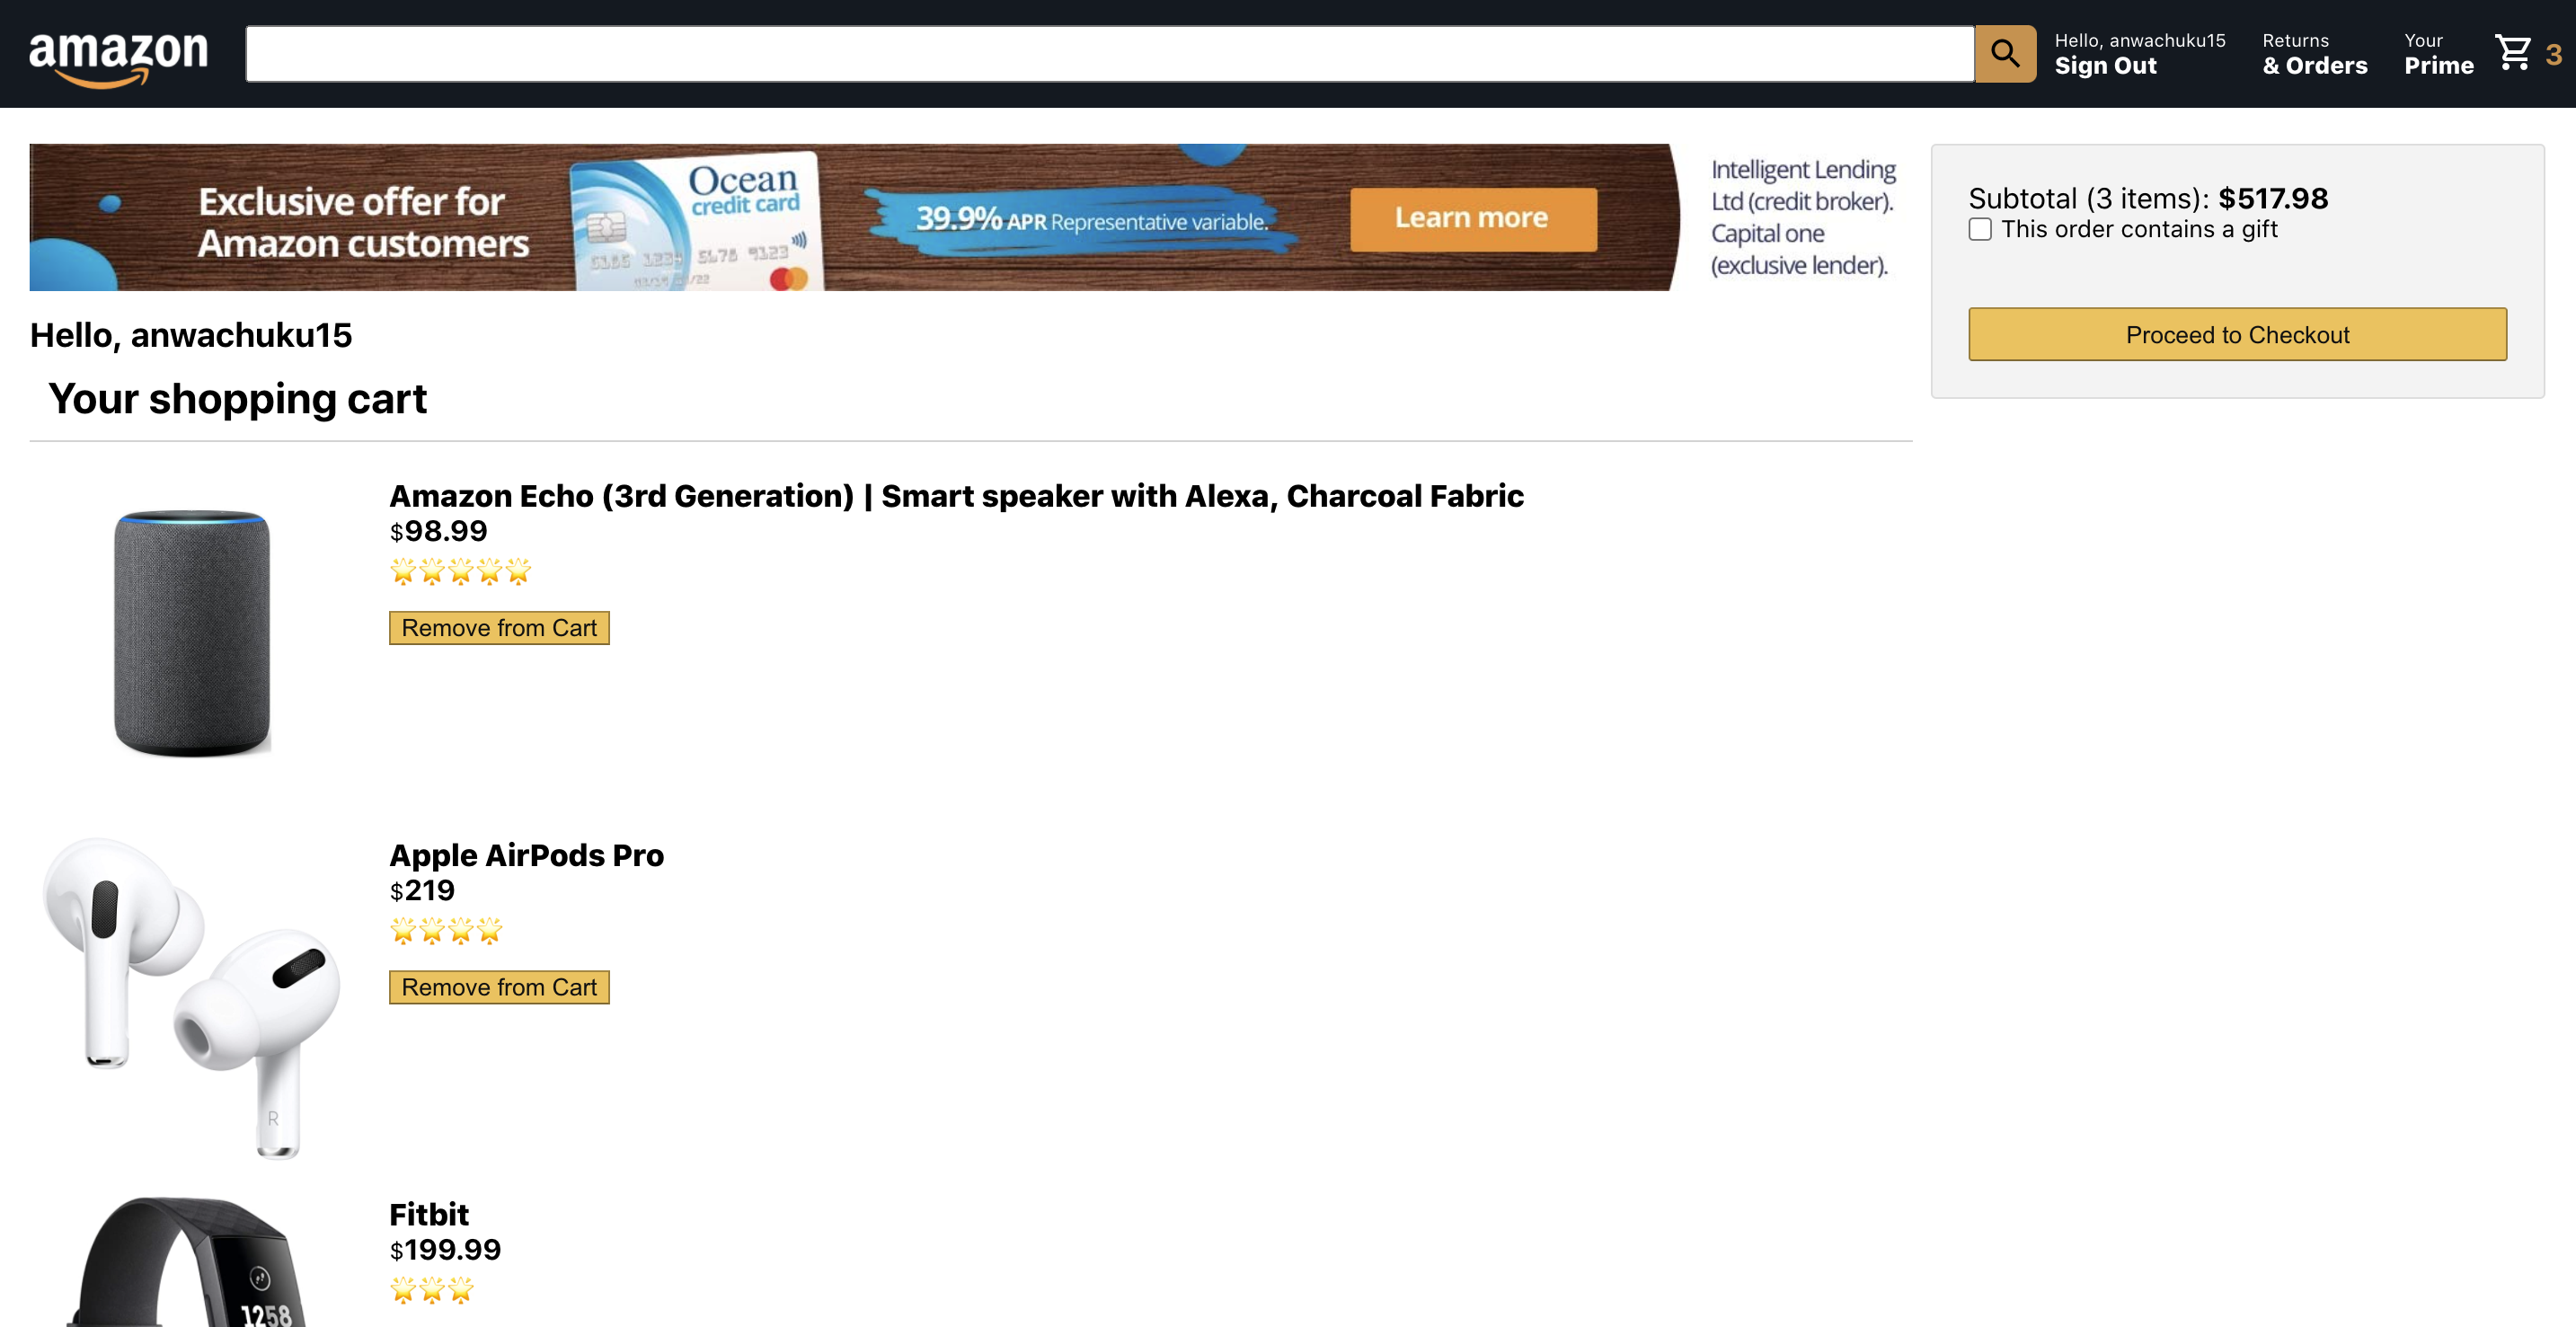 amazon
Hello, anwachuku15
Sign Out
Returns
& Orders
Your
Prime
3
Exclusive offer for
Amazon customers
Ocean
credit card
39.9% APR Representative variable.
Learn more
Intelligent Lending
Ltd (credit broker).
Capital one
(exclusive lender).
Subtotal (3 items): $517.98
This order contains a gift
Proceed to Checkout
Hello, anwachuku15
Your shopping cart
Amazon Echo (3rd Generation) | Smart speaker with Alexa, Charcoal Fabric
$98.99
Remove from Cart
Apple AirPods Pro
$219
Remove from Cart
R
Fitbit
$199.99
12:58